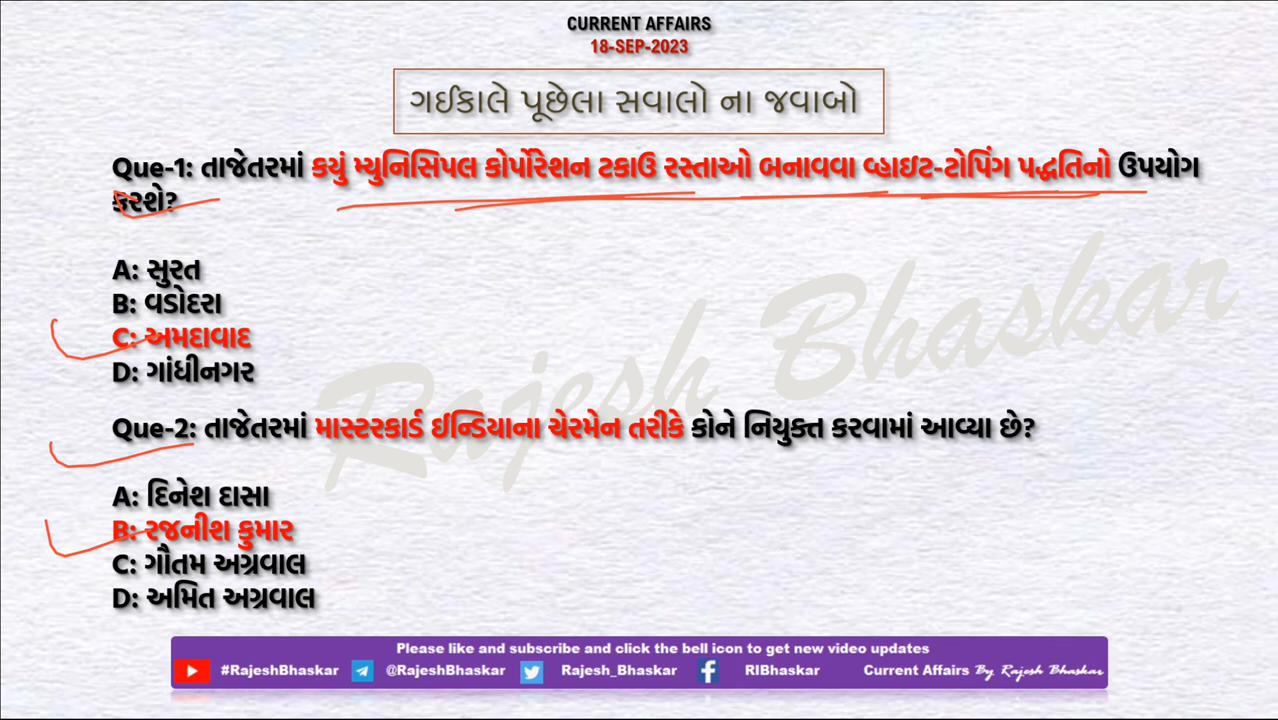 CURRENT AFFAIRS
18-SEP-2023
ગઈકાલે પૂછેલા સવાલો ના જવાબો
Que-1: તાજેતરમાં કયું મ્યુનિસિપલ કોર્પોરેશન ટકાઉ રસ્તાઓ બનાવવા વ્હાઇટ-ટોપિંગ પદ્ધતિનો ઉપયોગ
કરશે?
A: સુરત
B: વડોદરા
C: અમદાવાદ
D: ગાંધીનગર
Que-2: તાજેતરમાં માસ્ટરકાર્ડ ઈન્ડિયાના ચેરમેન તરીકે કોને નિયુક્ત કરવામાં આવ્યા છે?
A: દિનેશ દાસા
B: રજનીશ કુમાર
C: ગૌતમ અગ્રવાલ
D: અમિત અગ્રવાલ
Rajesh Bhaskar
Please like and subscribe and click the bell icon to get new video updates
#RajeshBhaskar @RajeshBhaskar Rajesh_Bhaskar RIBhaskar Current Affairs By Rajesh Bhaskar